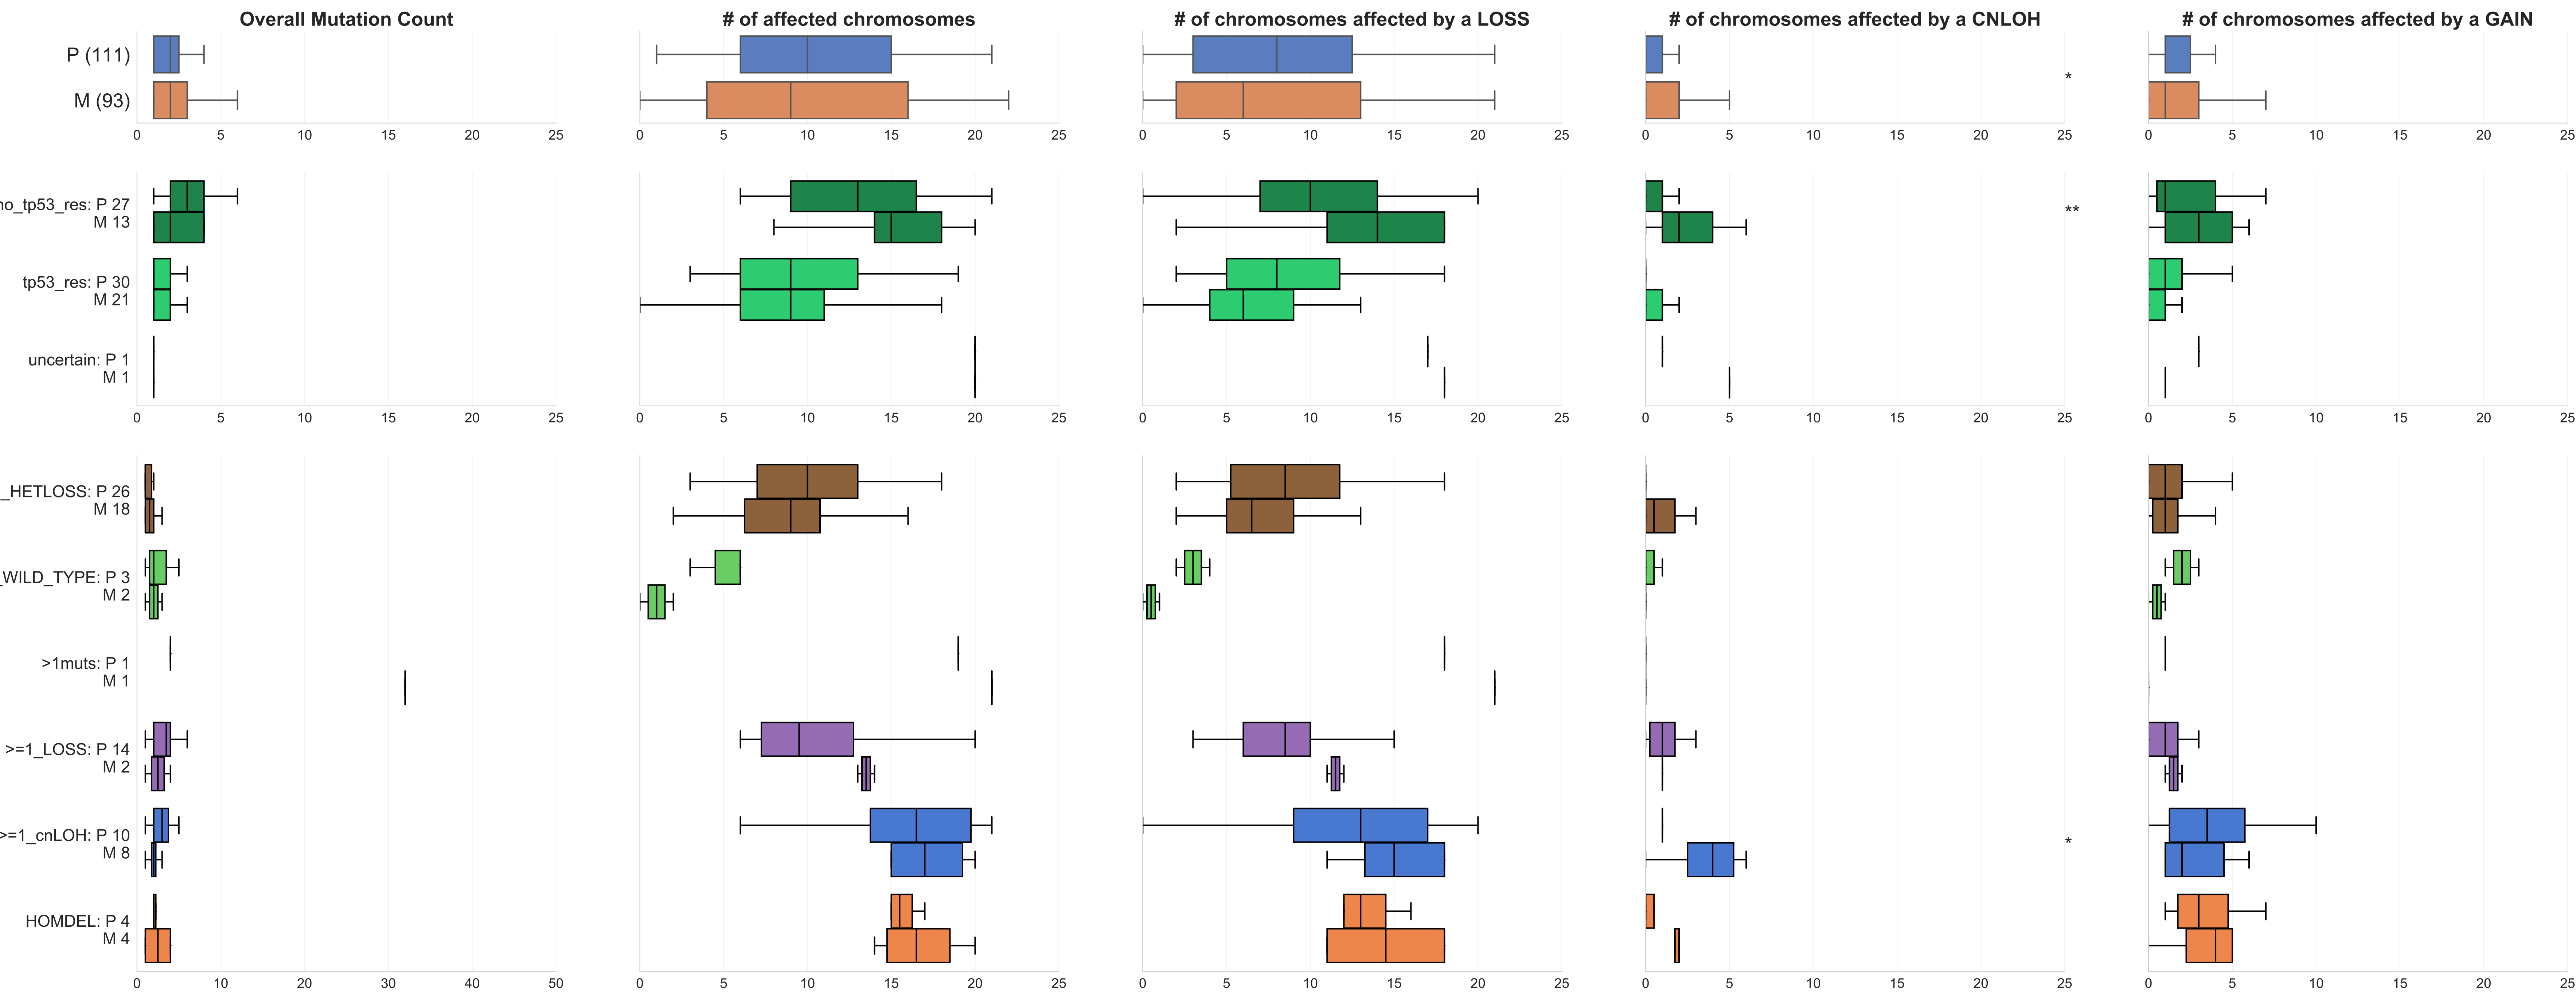 Overall Mutation Count
# of affected chromosomes
# of chromosomes affected by a LOSS
# of chromosomes affected by a CNLOH
# of chromosomes affected by a GAIN
P (111)
M (93)
*
0 5 10 15 20 25
0 5 10 15 20 25
0 5 10 15 20 25
0 5 10 15 20 25
0 5 10 15 20 25
no_tp53_res: P 27
M 13
**
tp53_res: P 30
M 21
uncertain: P 1
M 1
0 5 10 15 20 25
0 5 10 15 20 25
0 5 10 15 20 25
0 5 10 15 20 25
0 5 10 15 20 25
_HETLOSS: P 26
M 18
_WILD_TYPE: P 3
M 2
>1muts: P 1
M 1
>=1_LOSS: P 14
M 2
>=1_cnLOH: P 10
M 8
*
HOMDEL: P 4
M 4
0 10 20 30 40 50
0 5 10 15 20 25
0 5 10 15 20 25
0 5 10 15 20 25
0 5 10 15 20 25